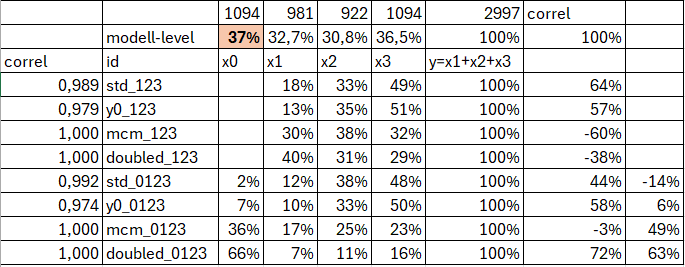 1094 981 922 1094 2997 correl
modell-level 37% 32,7% 30,8% 36,5% 100% 100%
correl id x0 x1 x2 x3 y=x1+x2+x3
0,989 std_123 18% 33% 49% 100% 64%
0,979 y0_123 13% 35% 51% 100% 57%
1,000 mcm_123 30% 38% 32% 100% -60%
1,000 doubled_123 40% 31% 29% 100% -38%
0,992 std_0123 2% 12% 38% 48% 100% 44% -14%
0,974 y0_0123 7% 10% 33% 50% 100% 58% 6%
1,000 mcm_0123 36% 17% 25% 23% 100% -3% 49%
1,000 doubled_0123 66% 7% 11% 16% 100% 72% 63%